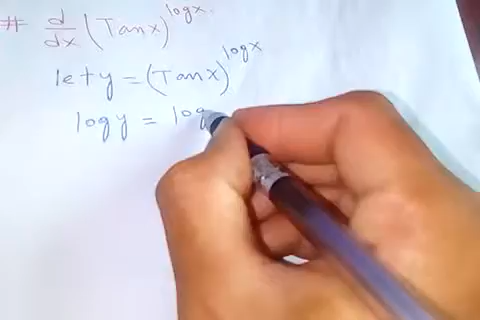 # d/dx (Tanx)^logx
let y = (Tanx)^logx
logy = log